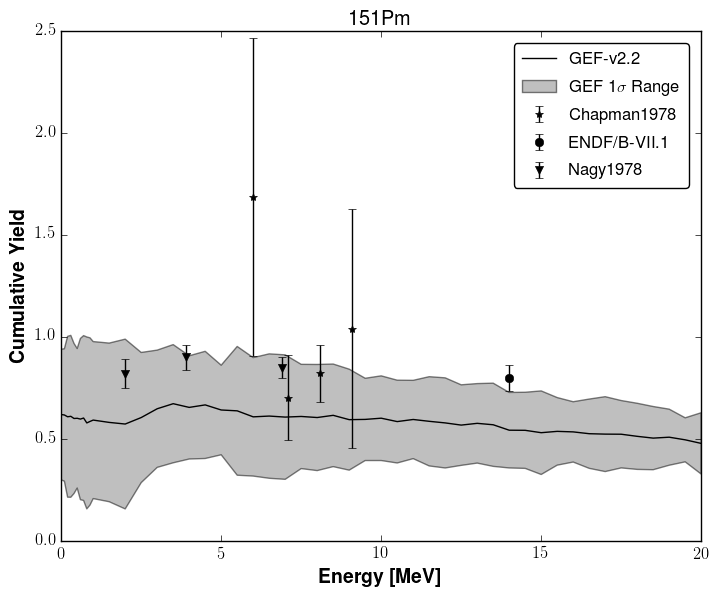 151Pm
2.5
2.0
1.5
1.0
0.5
0.0
Cumulative Yield
GEF-v2.2
GEF 1σ Range
Chapman1978
ENDF/B-VII.1
Nagy1978
0 5 10 15 20
Energy [MeV]